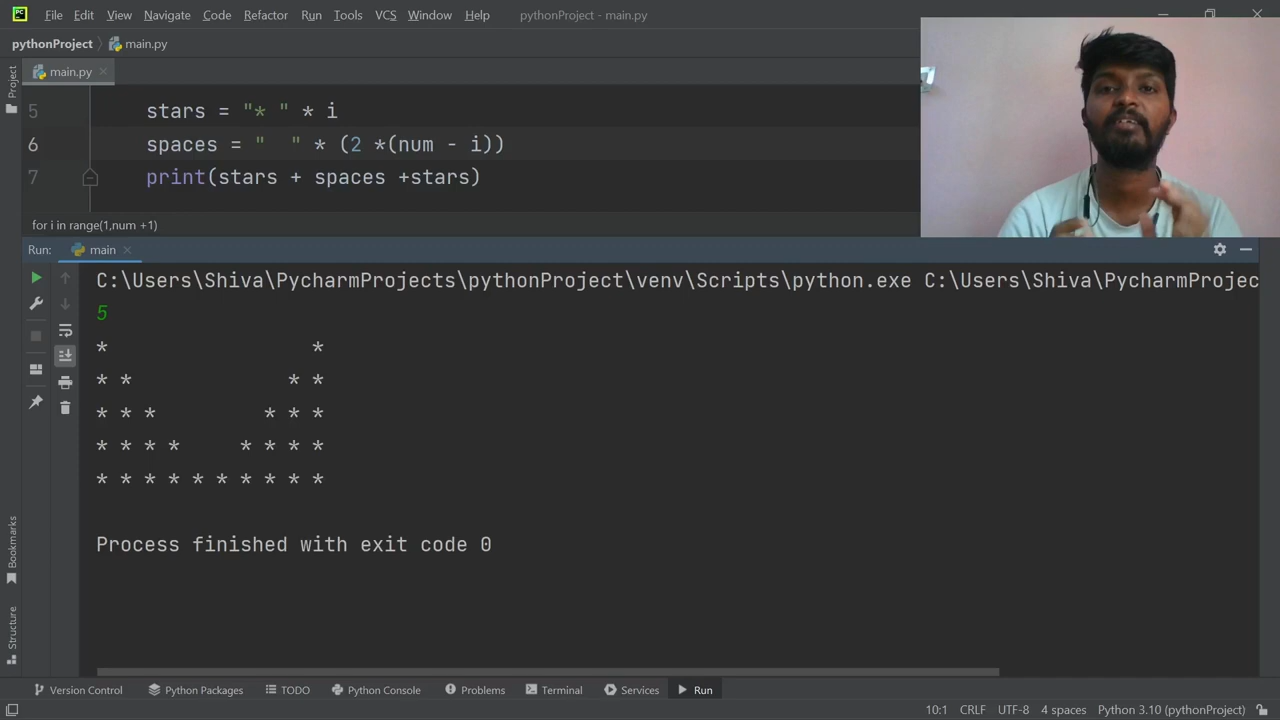 File Edit View Navigate Code Refactor Run Tools VCS Window Help pythonProject - main.py
pythonProject main.py
Project
main.py
5 stars = "* " * i
6 spaces = "  " * (2 *(num - i))
7 print(stars + spaces +stars)
for i in range(1,num +1)
Run: main
C:\Users\Shiva\PycharmProjects\pythonProject\venv\Scripts\python.exe C:\Users\Shiva\PycharmProjec
5
*                 *
* *             * *
* * *         * * *
* * * *     * * * *
* * * * * * * * * *
Process finished with exit code 0
Bookmarks
Structure
Version Control Python Packages TODO Python Console Problems Terminal Services Run
10:1 CRLF UTF-8 4 spaces Python 3.10 (pythonProject)